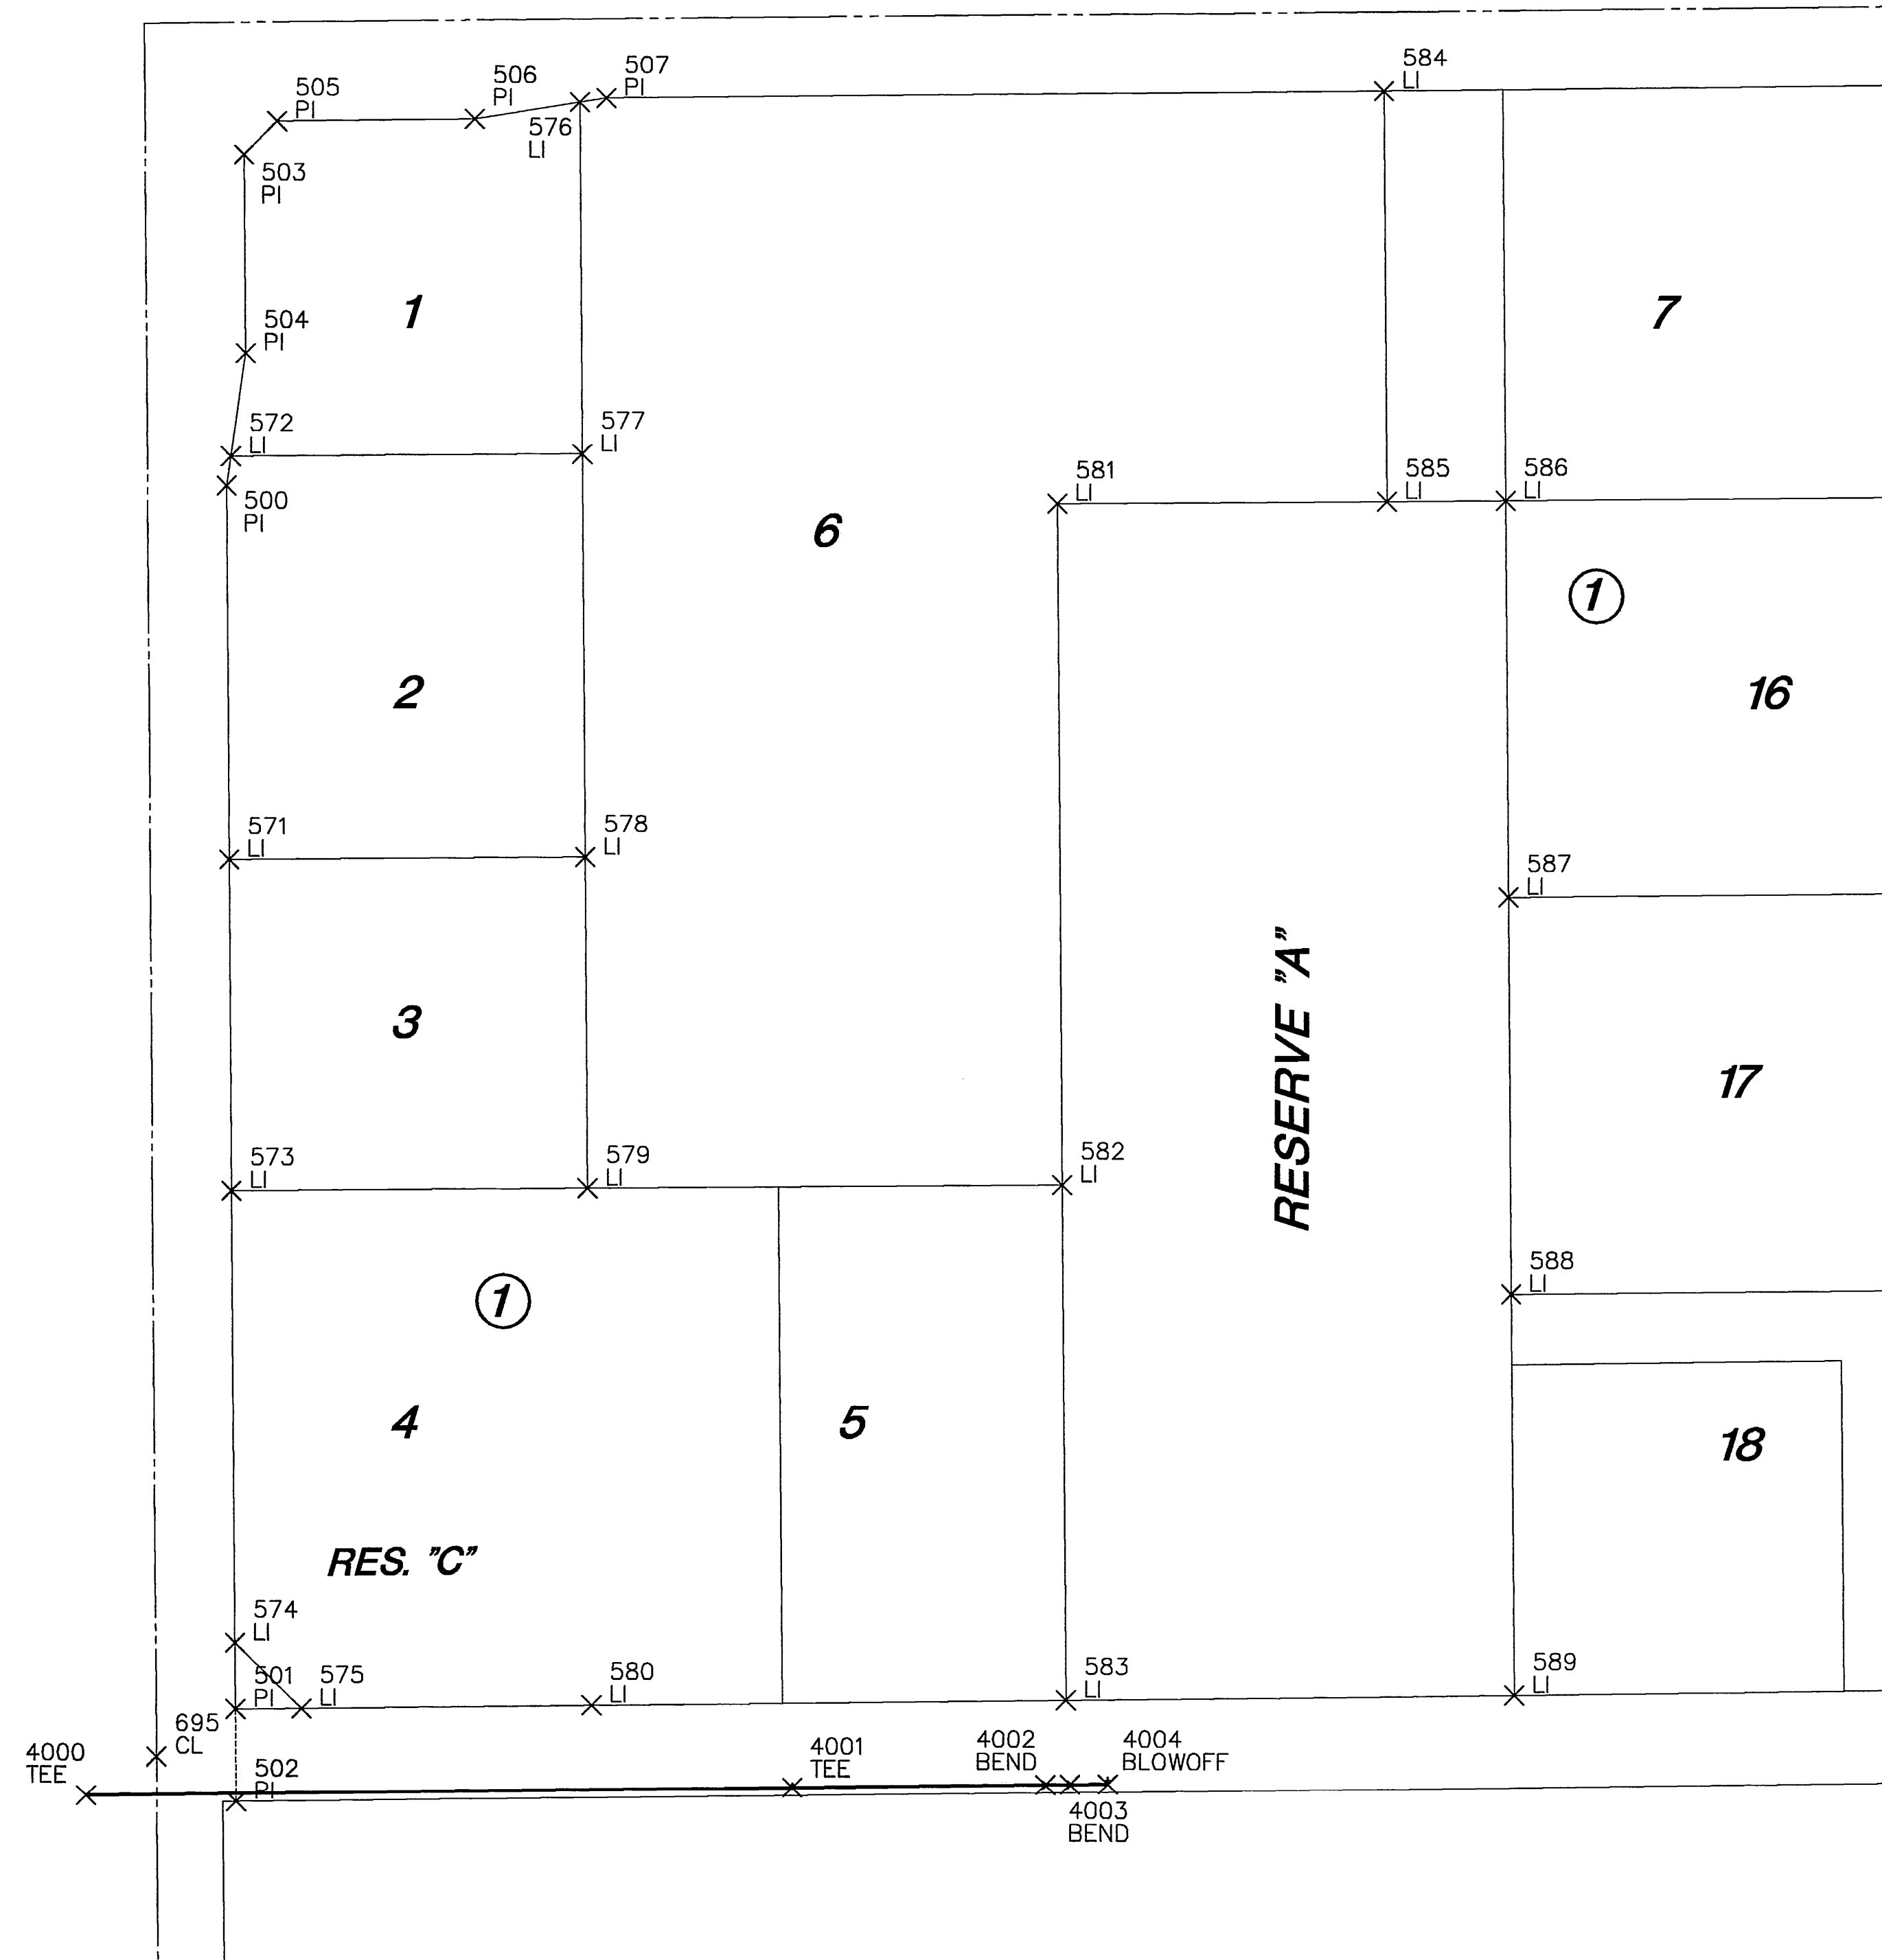 507
PI
584
LI
506
PI
505
PI
576
LI
503
PI
1
7
504
PI
572
LI
577
LI
581
LI
585
LI
586
LI
500
PI
6
1
2
16
571
LI
578
LI
587
LI
3
RESERVE "A"
17
573
LI
579
LI
582
LI
588
LI
1
4
5
18
RES. "C"
574
LI
501
PI
575
LI
580
LI
583
LI
589
LI
695
CL
4000
TEE
4001
TEE
4002
BEND
4004
BLOWOFF
502
PI
4003
BEND